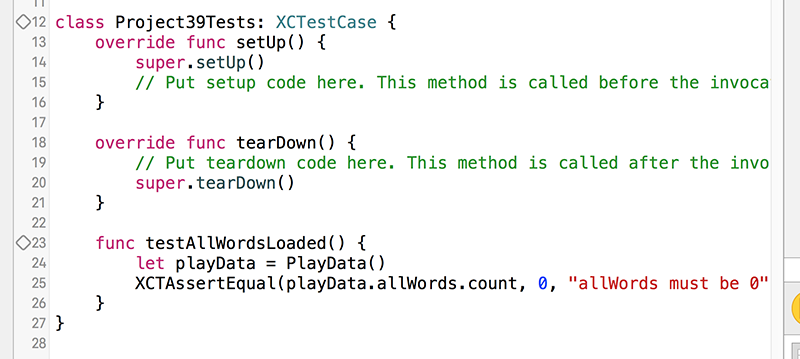 11
12 class Project39Tests: XCTestCase {
13 override func setUp() {
14 super.setUp()
15 // Put setup code here. This method is called before the invoca
16 }
17
18 override func tearDown() {
19 // Put teardown code here. This method is called after the invo
20 super.tearDown()
21 }
22
23 func testAllWordsLoaded() {
24 let playData = PlayData()
25 XCTAssertEqual(playData.allWords.count, 0, "allWords must be 0"
26 }
27 }
28